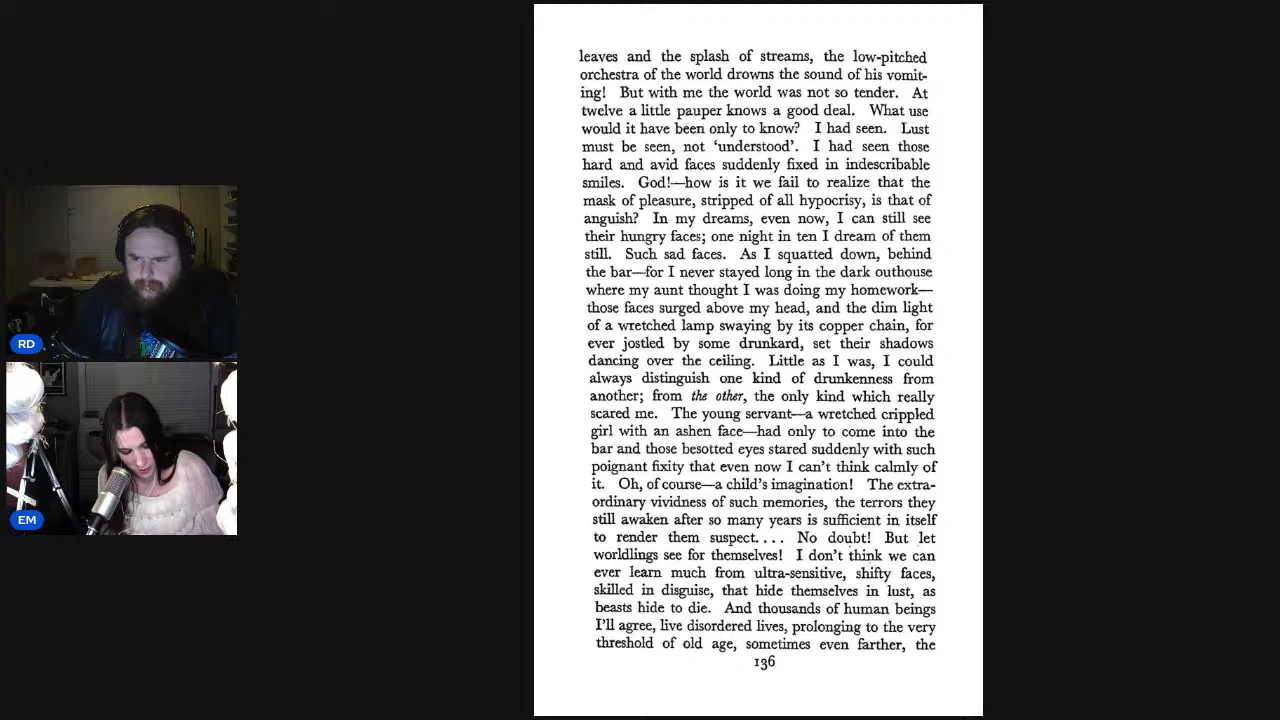 leaves and the splash of streams, the low-pitched
orchestra of the world drowns the sound of his vomit-
ing! But with me the world was not so tender. At
twelve a little pauper knows a good deal. What use
would it have been only to know? I had seen. Lust
must be seen, not ‘understood’. I had seen those
hard and avid faces suddenly fixed in indescribable
smiles. God!—how is it we fail to realize that the
mask of pleasure, stripped of all hypocrisy, is that of
anguish? In my dreams, even now, I can still see
their hungry faces; one night in ten I dream of them
still. Such sad faces. As I squatted down, behind
the bar—for I never stayed long in the dark outhouse
where my aunt thought I was doing my homework—
those faces surged above my head, and the dim light
of a wretched lamp swaying by its copper chain, for
ever jostled by some drunkard, set their shadows
dancing over the ceiling. Little as I was, I could
always distinguish one kind of drunkenness from
another; from the other, the only kind which really
scared me. The young servant—a wretched crippled
girl with an ashen face—had only to come into the
bar and those besotted eyes stared suddenly with such
poignant fixity that even now I can't think calmly of
it. Oh, of course—a child's imagination! The extra-
ordinary vividness of such memories, the terrors they
still awaken after so many years is sufficient in itself
to render them suspect. . . . No doubt! But let
worldlings see for themselves! I don't think we can
ever learn much from ultra-sensitive, shifty faces,
skilled in disguise, that hide themselves in lust, as
beasts hide to die. And thousands of human beings
I'll agree, live disordered lives, prolonging to the very
threshold of old age, sometimes even farther, the
136
RD
EM